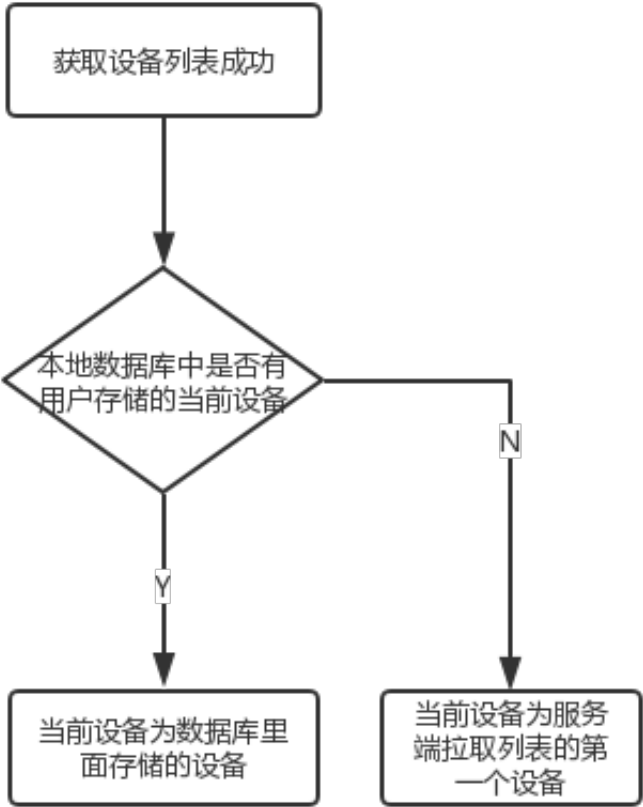 获取设备列表成功
本地数据库中是否有
用户存储的当前设备
N
Y
当前设备为数据库里
面存储的设备
当前设备为服务
端拉取列表的第
一个设备